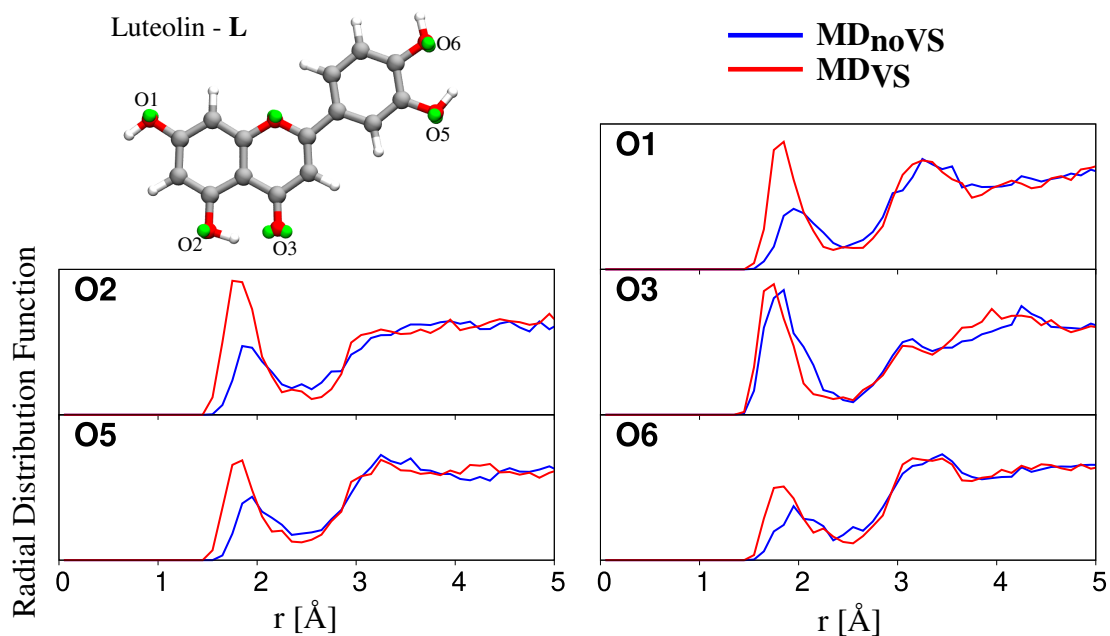 Luteolin - L
O6
O1
O5
O2
O3
MDnoVS
MDVS
O1
O2
O3
O5
O6
Radial Distribution Function
0 1 2 3 4 5
r [Å]
0 1 2 3 4 5
r [Å]